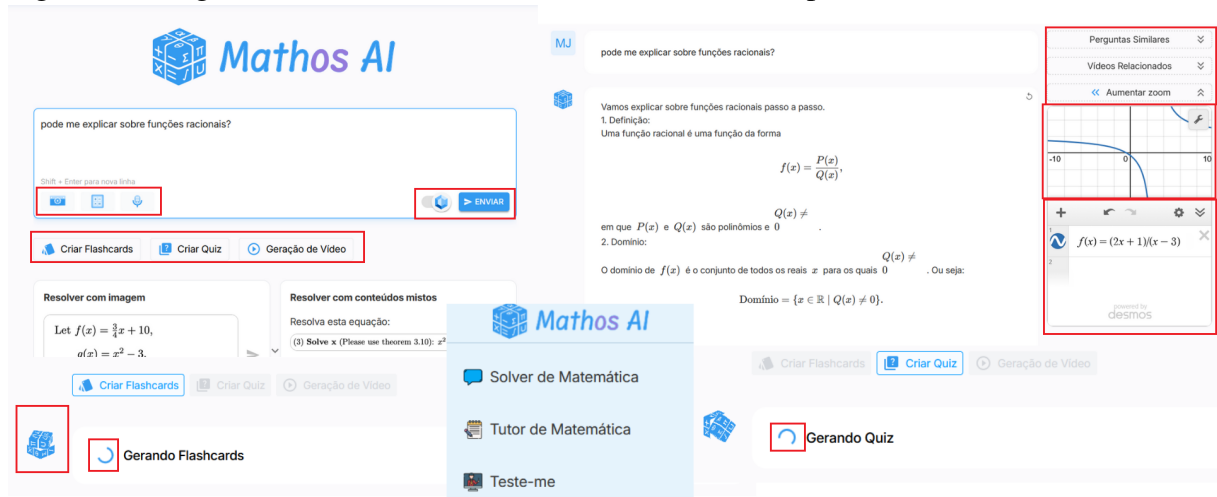 Mathos AI
pode me explicar sobre funções racionais?
Shift + Enter para nova linha
ENVIAR
Criar Flashcards
Criar Quiz
Geração de Vídeo
Resolver com imagem
Let f(x) = 3/4 x + 10,
g(x) = x² − 3.
Resolver com conteúdos mistos
Resolva esta equação:
(3) Solve x (Please use theorem 3.10): x²
Criar Flashcards
Criar Quiz
Geração de Vídeo
Gerando Flashcards
Mathos AI
Solver de Matemática
Tutor de Matemática
Teste-me
MJ
pode me explicar sobre funções racionais?
Vamos explicar sobre funções racionais passo a passo.
1. Definição:
Uma função racional é uma função da forma
f(x) = P(x)/Q(x),
Q(x) ≠
em que P(x) e Q(x) são polinômios e 0 .
2. Domínio:
Q(x) ≠
O domínio de f(x) é o conjunto de todos os reais x para os quais 0 . Ou seja:
Domínio = {x ∈ ℝ | Q(x) ≠ 0}.
Perguntas Similares
Vídeos Relacionados
Aumentar zoom
-10 0 10
1
f(x) = (2x + 1)/(x − 3)
2
powered by
desmos
Criar Flashcards
Criar Quiz
Geração de Vídeo
Gerando Quiz